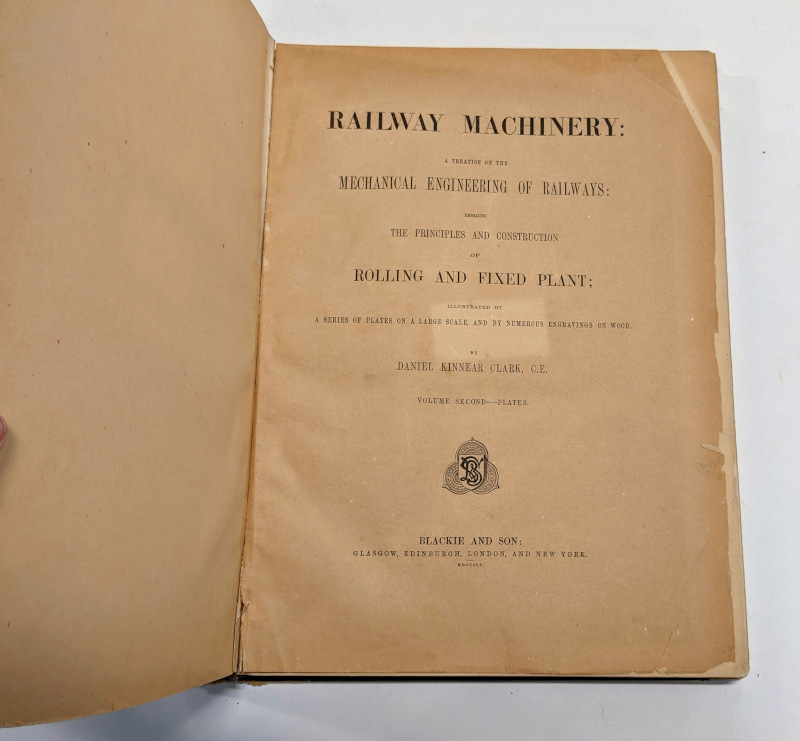 RAILWAY MACHINERY:
A TREATISE ON THE
MECHANICAL ENGINEERING OF RAILWAYS:
EMBRACING
THE PRINCIPLES AND CONSTRUCTION
OF
ROLLING AND FIXED PLANT;
ILLUSTRATED BY
A SERIES OF PLATES ON A LARGE SCALE, AND BY NUMEROUS ENGRAVINGS ON WOOD.
BY
DANIEL KINNEAR CLARK, C.E.
VOLUME SECOND—PLATES.
BLACKIE AND SON:
GLASGOW, EDINBURGH, LONDON, AND NEW YORK.
MDCCCLV.